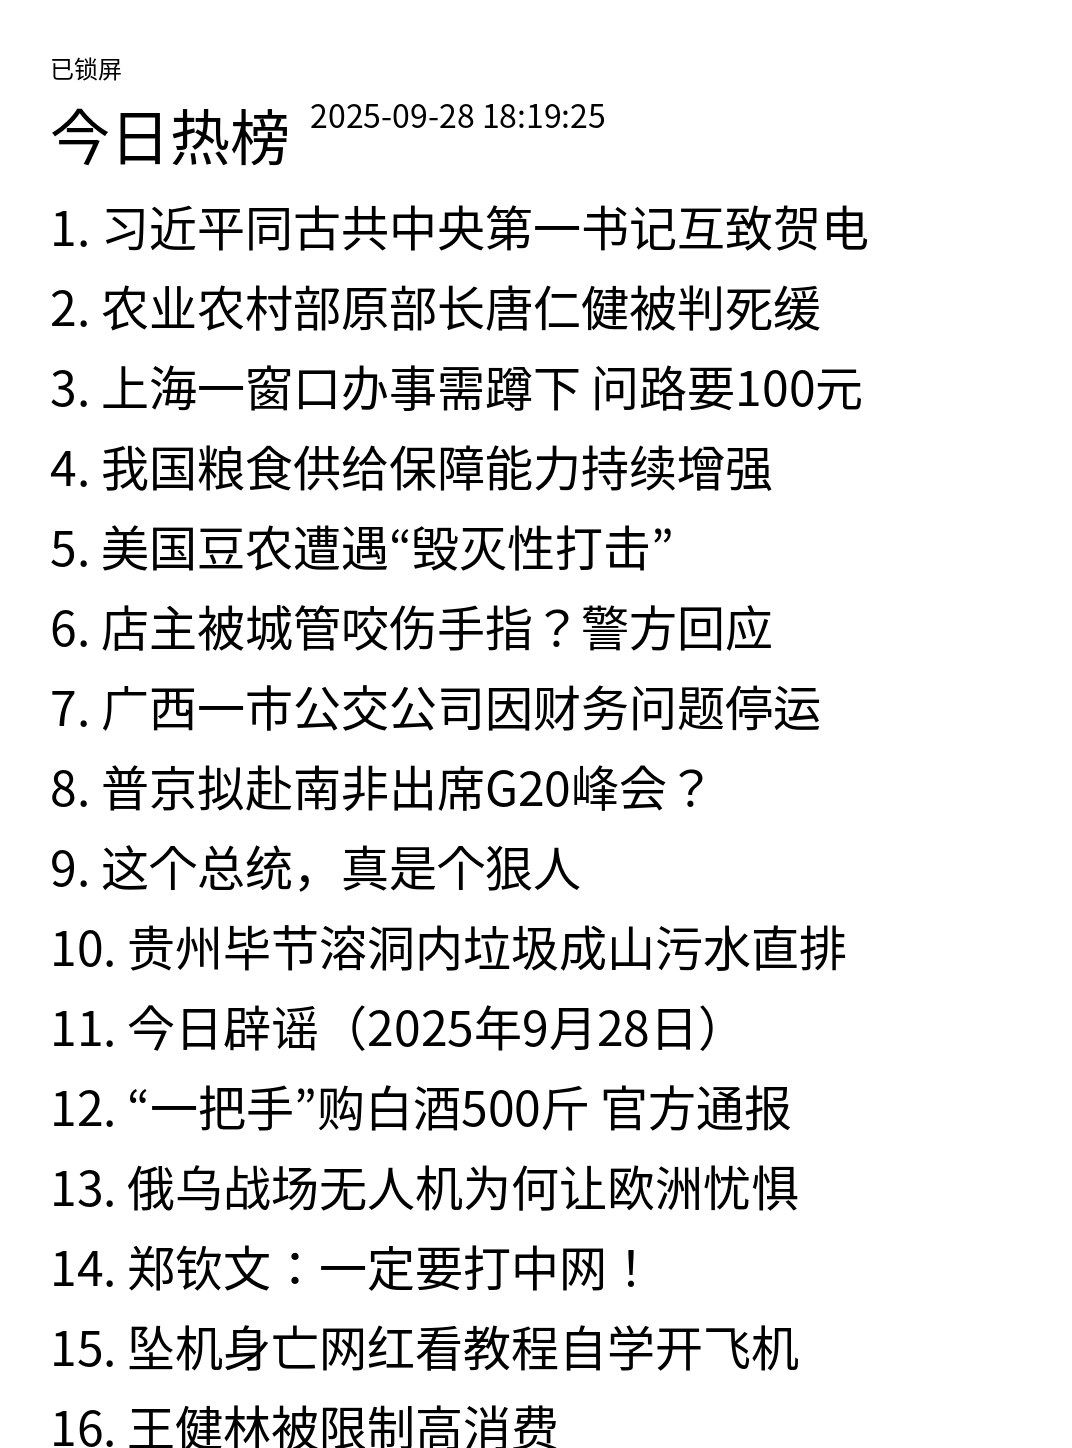 已锁屏
今日热榜 2025-09-28 18:19:25
1. 习近平同古共中央第一书记互致贺电
2. 农业农村部原部长唐仁健被判死缓
3. 上海一窗口办事需蹲下 问路要100元
4. 我国粮食供给保障能力持续增强
5. 美国豆农遭遇“毁灭性打击”
6. 店主被城管咬伤手指？警方回应
7. 广西一市公交公司因财务问题停运
8. 普京拟赴南非出席G20峰会？
9. 这个总统，真是个狠人
10. 贵州毕节溶洞内垃圾成山污水直排
11. 今日辟谣（2025年9月28日）
12. “一把手”购白酒500斤 官方通报
13. 俄乌战场无人机为何让欧洲忧惧
14. 郑钦文：一定要打中网！
15. 坠机身亡网红看教程自学开飞机
16. 王健林被限制高消费